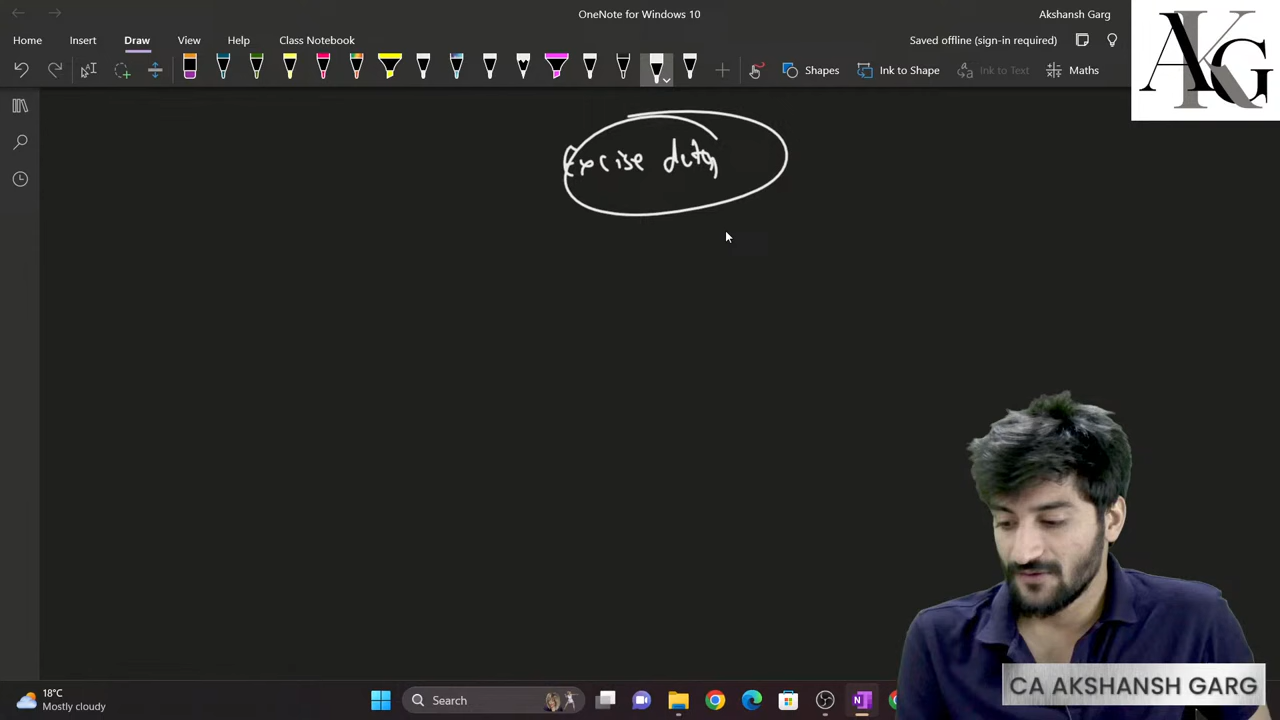 OneNote for Windows 10
Akshansh Garg
AKG
Home Insert Draw View Help Class Notebook
Saved offline (sign-in required)
Shapes Ink to Shape Ink to Text Maths
Excise duty
CA AKSHANSH GARG
18°C
Mostly cloudy
Search